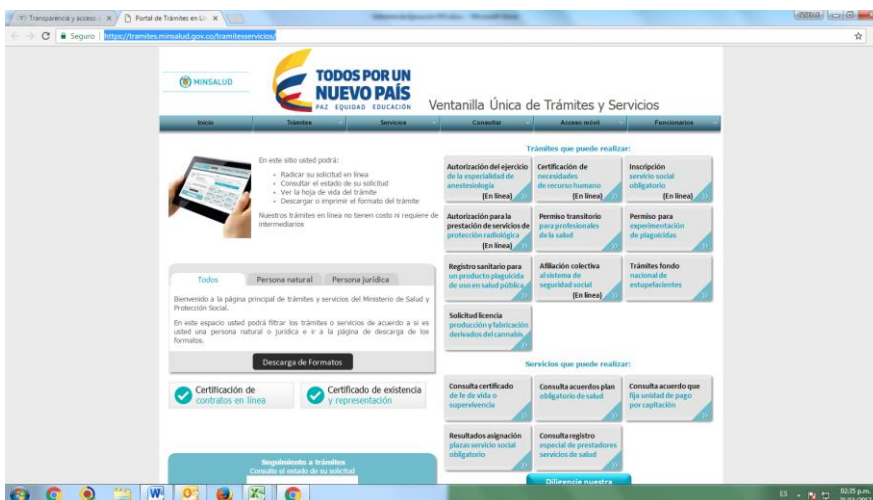 Transparencia y acceso
Portal de Trámites en Lín
Seguro
https://tramites.minsalud.gov.co/tramitesservicios/
MINSALUD
TODOS POR UN
NUEVO PAÍS
PAZ EQUIDAD EDUCACIÓN
Ventanilla Única de Trámites y Servicios
Inicio
Trámites
Servicios
Consultar
Acceso móvil
Funcionarios
En este sitio usted podrá:
Radicar su solicitud en línea
Consultar el estado de su solicitud
Ver la hoja de vida del trámite
Descargar o imprimir el formato del trámite
Nuestros trámites en línea no tienen costo ni requiere de
intermediarios
Todos
Persona natural
Persona Jurídica
Bienvenido a la página principal de trámites y servicios del Ministerio de Salud y
Protección Social.
En este espacio usted podrá filtrar los trámites o servicios de acuerdo a si es
usted una persona natural o jurídica e ir a la página de descarga de los
formatos.
Descarga de Formatos
Certificación de
contratos en línea
Certificado de existencia
y representación
Seguimiento a trámites
Consulte el estado de su solicitud
Trámites que puede realizar:
Autorización del ejercicio
de la especialidad de
anestesiología
(En línea)
Certificación de
necesidades
de recurso humano
(En línea)
Inscripción
servicio social
obligatorio
(En línea)
Autorización para la
prestación de servicios de
protección radiológica
(En línea)
Permiso transitorio
para profesionales
de la salud
Permiso para
experimentación
de plaguicidas
Registro sanitario para
un producto plaguicida
de uso en salud pública
Afiliación colectiva
al sistema de
seguridad social
(En línea)
Trámites fondo
nacional de
estupefacientes
Solicitud licencia
producción y fabricación
derivados del cannabis
Servicios que puede realizar:
Consulta certificado
de fe de vida o
supervivencia
Consulta acuerdos plan
obligatorio de salud
Consulta acuerdo que
fija unidad de pago
por capitación
Resultados asignación
plazas servicio social
obligatorio
Consulta registro
especial de prestadores
servicios de salud
Diligencie nuestra
ES
02:35 p.m.